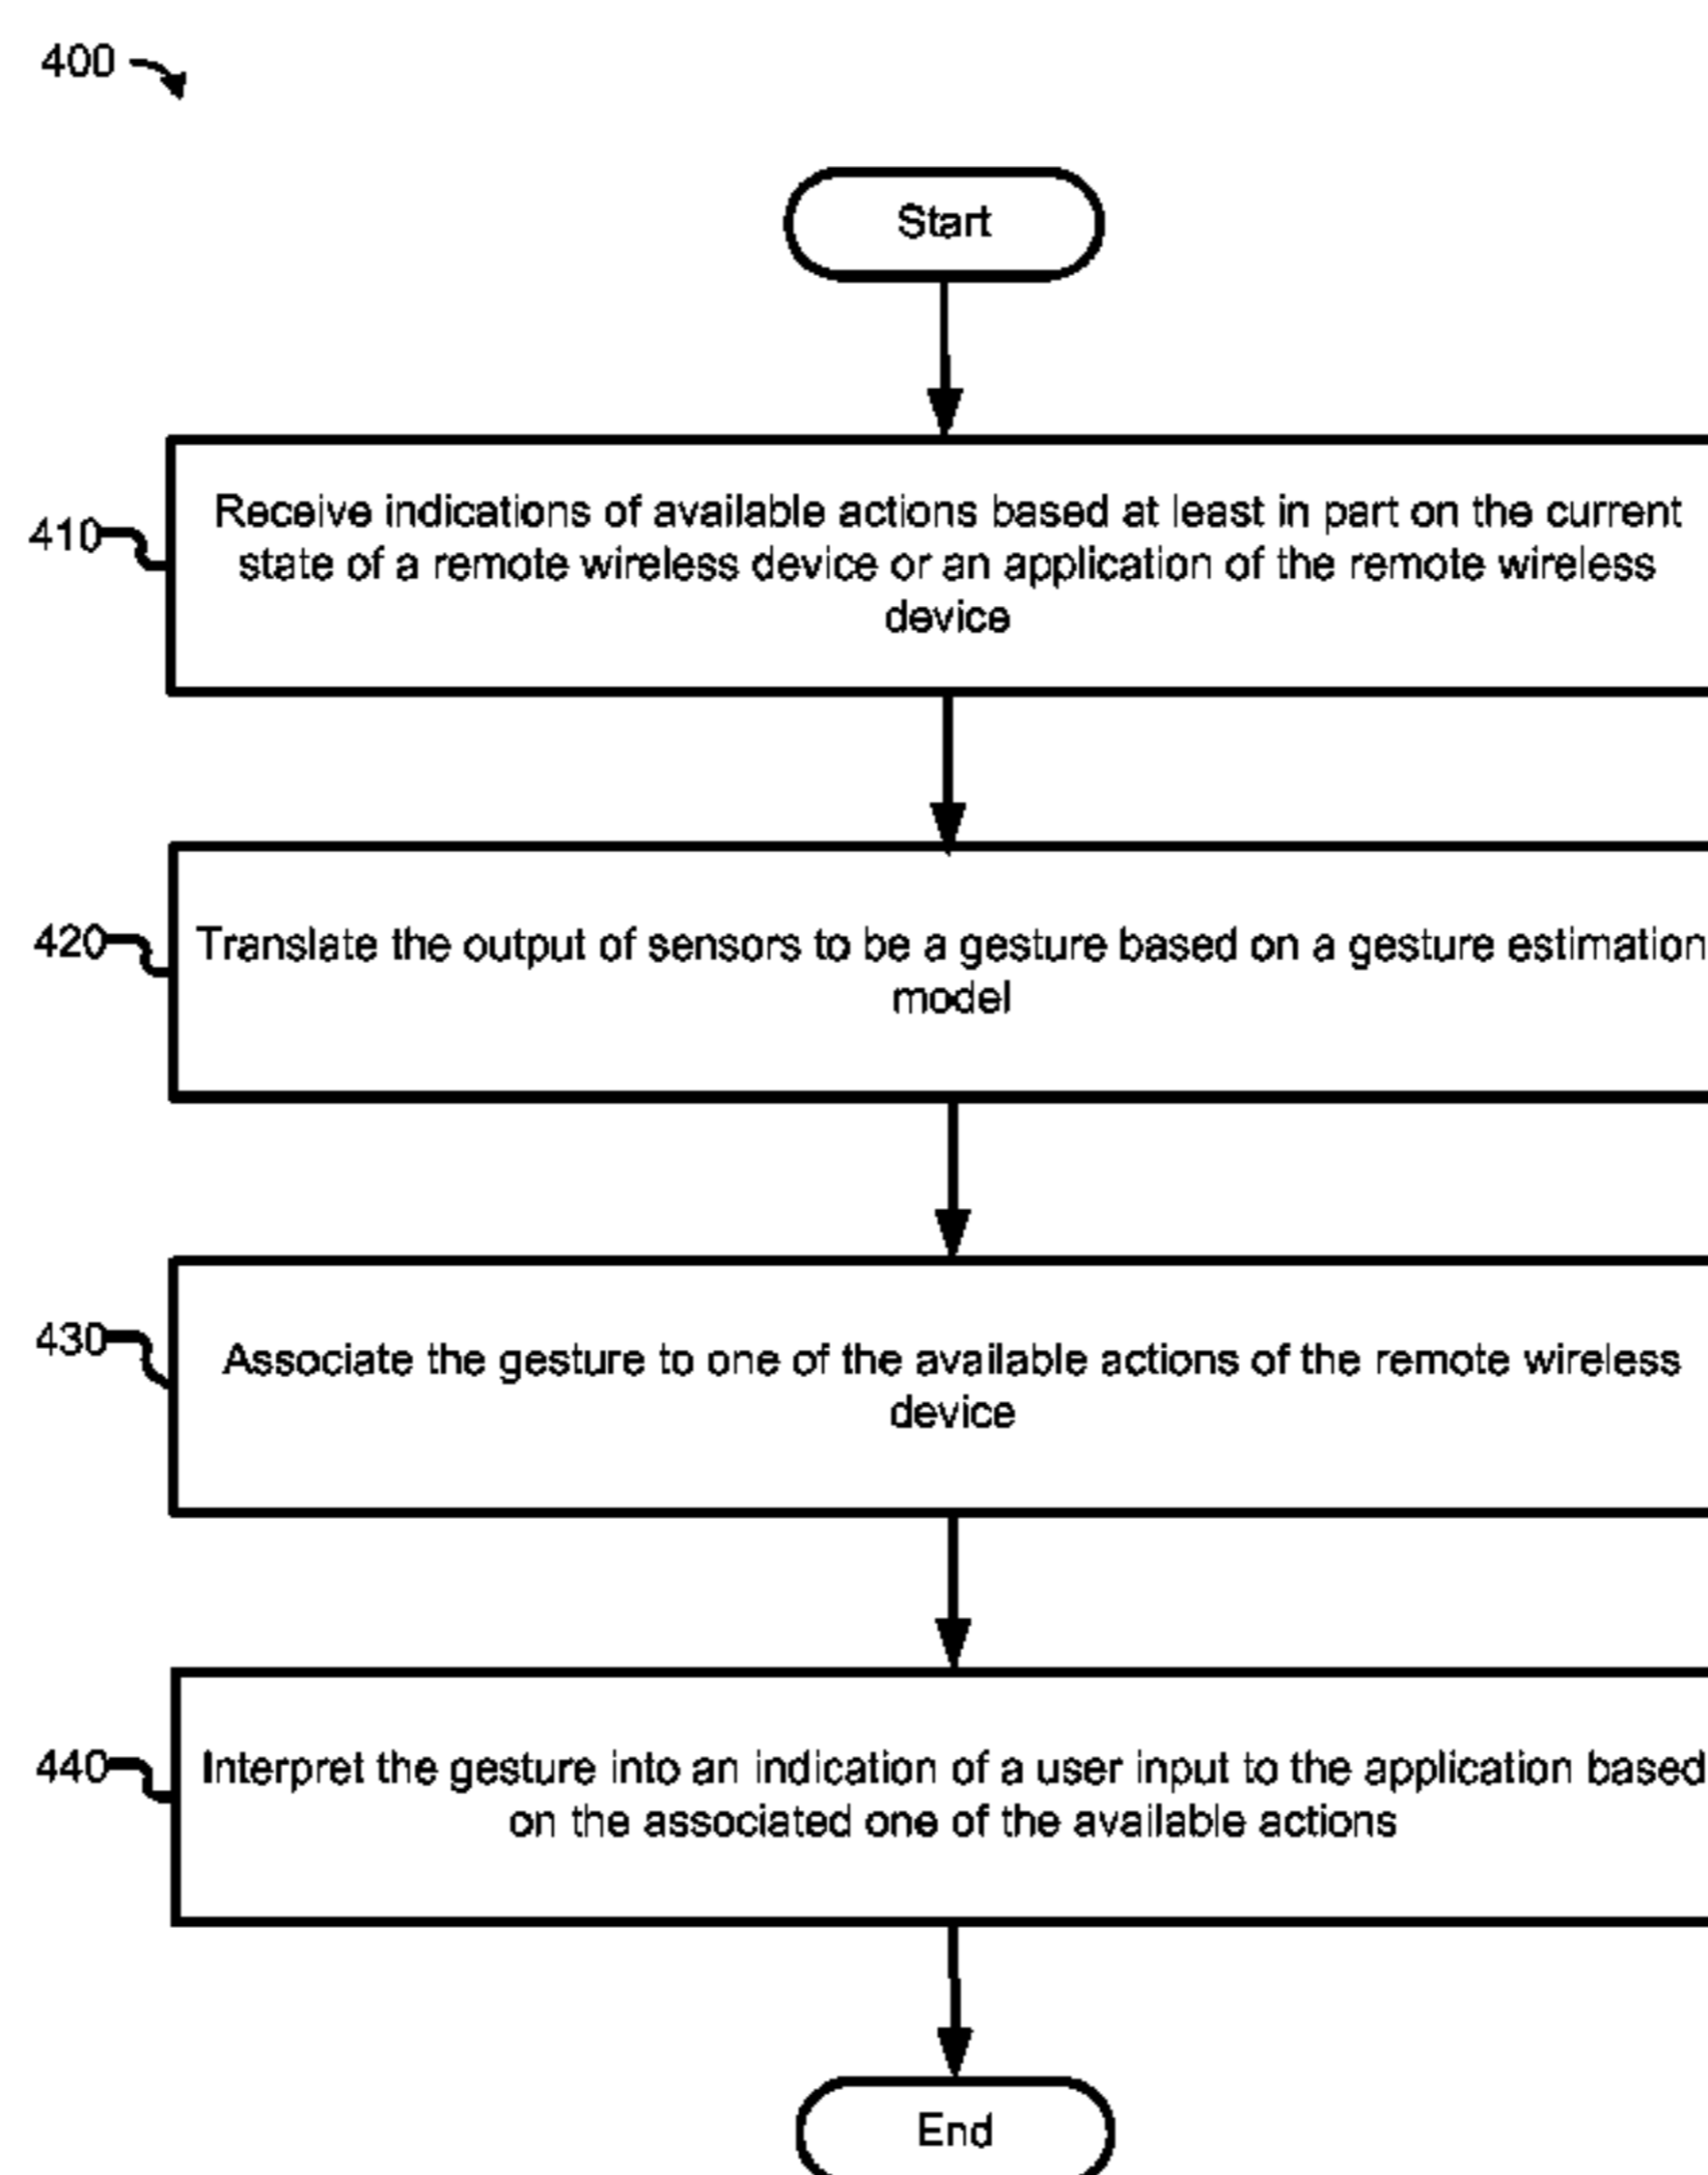 400
Start
410
Receive indications of available actions based at least in part on the current
state of a remote wireless device or an application of the remote wireless
device
420
Translate the output of sensors to be a gesture based on a gesture estimation
model
430
Associate the gesture to one of the available actions of the remote wireless
device
440
Interpret the gesture into an indication of a user input to the application based
on the associated one of the available actions
End